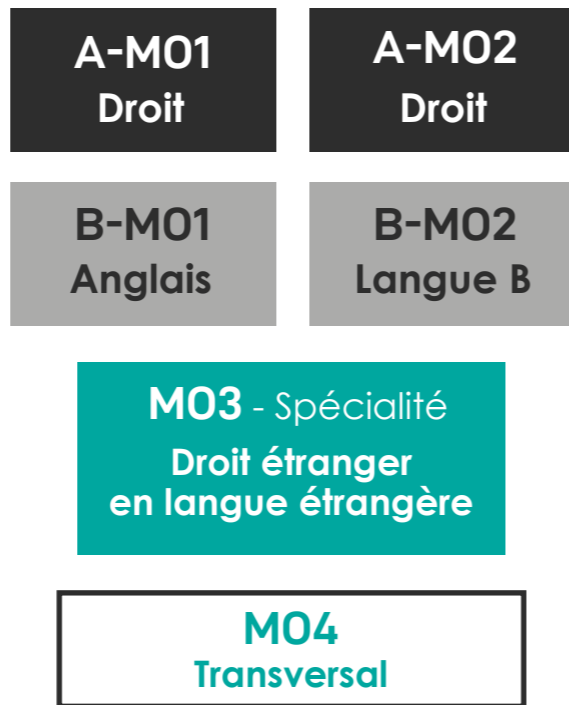 A-M01
Droit
A-M02
Droit
B-M01
Anglais
B-M02
Langue B
M03 - Spécialité
Droit étranger
en langue étrangère
M04
Transversal